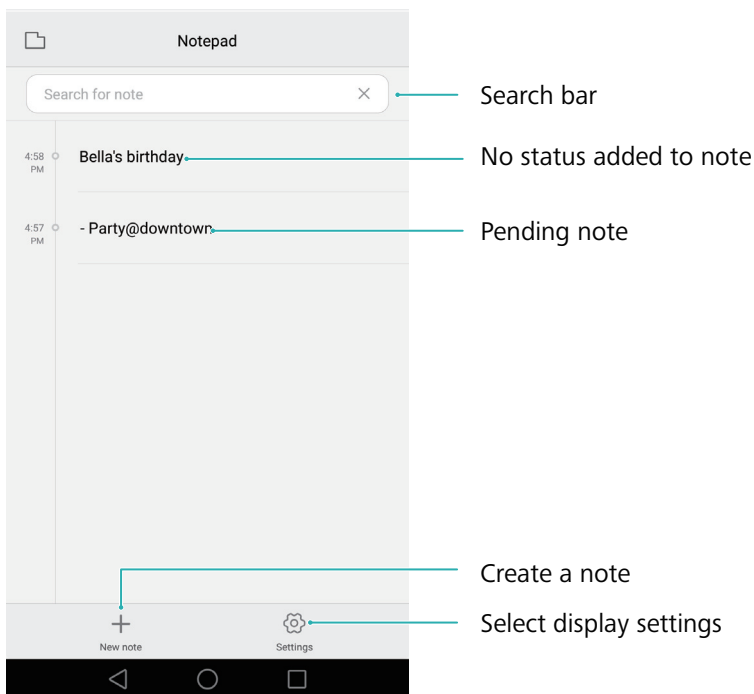 Notepad
Search for note
Search bar
4:58 PM
Bella's birthday
No status added to note
4:57 PM
- Party@downtown
Pending note
Create a note
Select display settings
New note
Settings